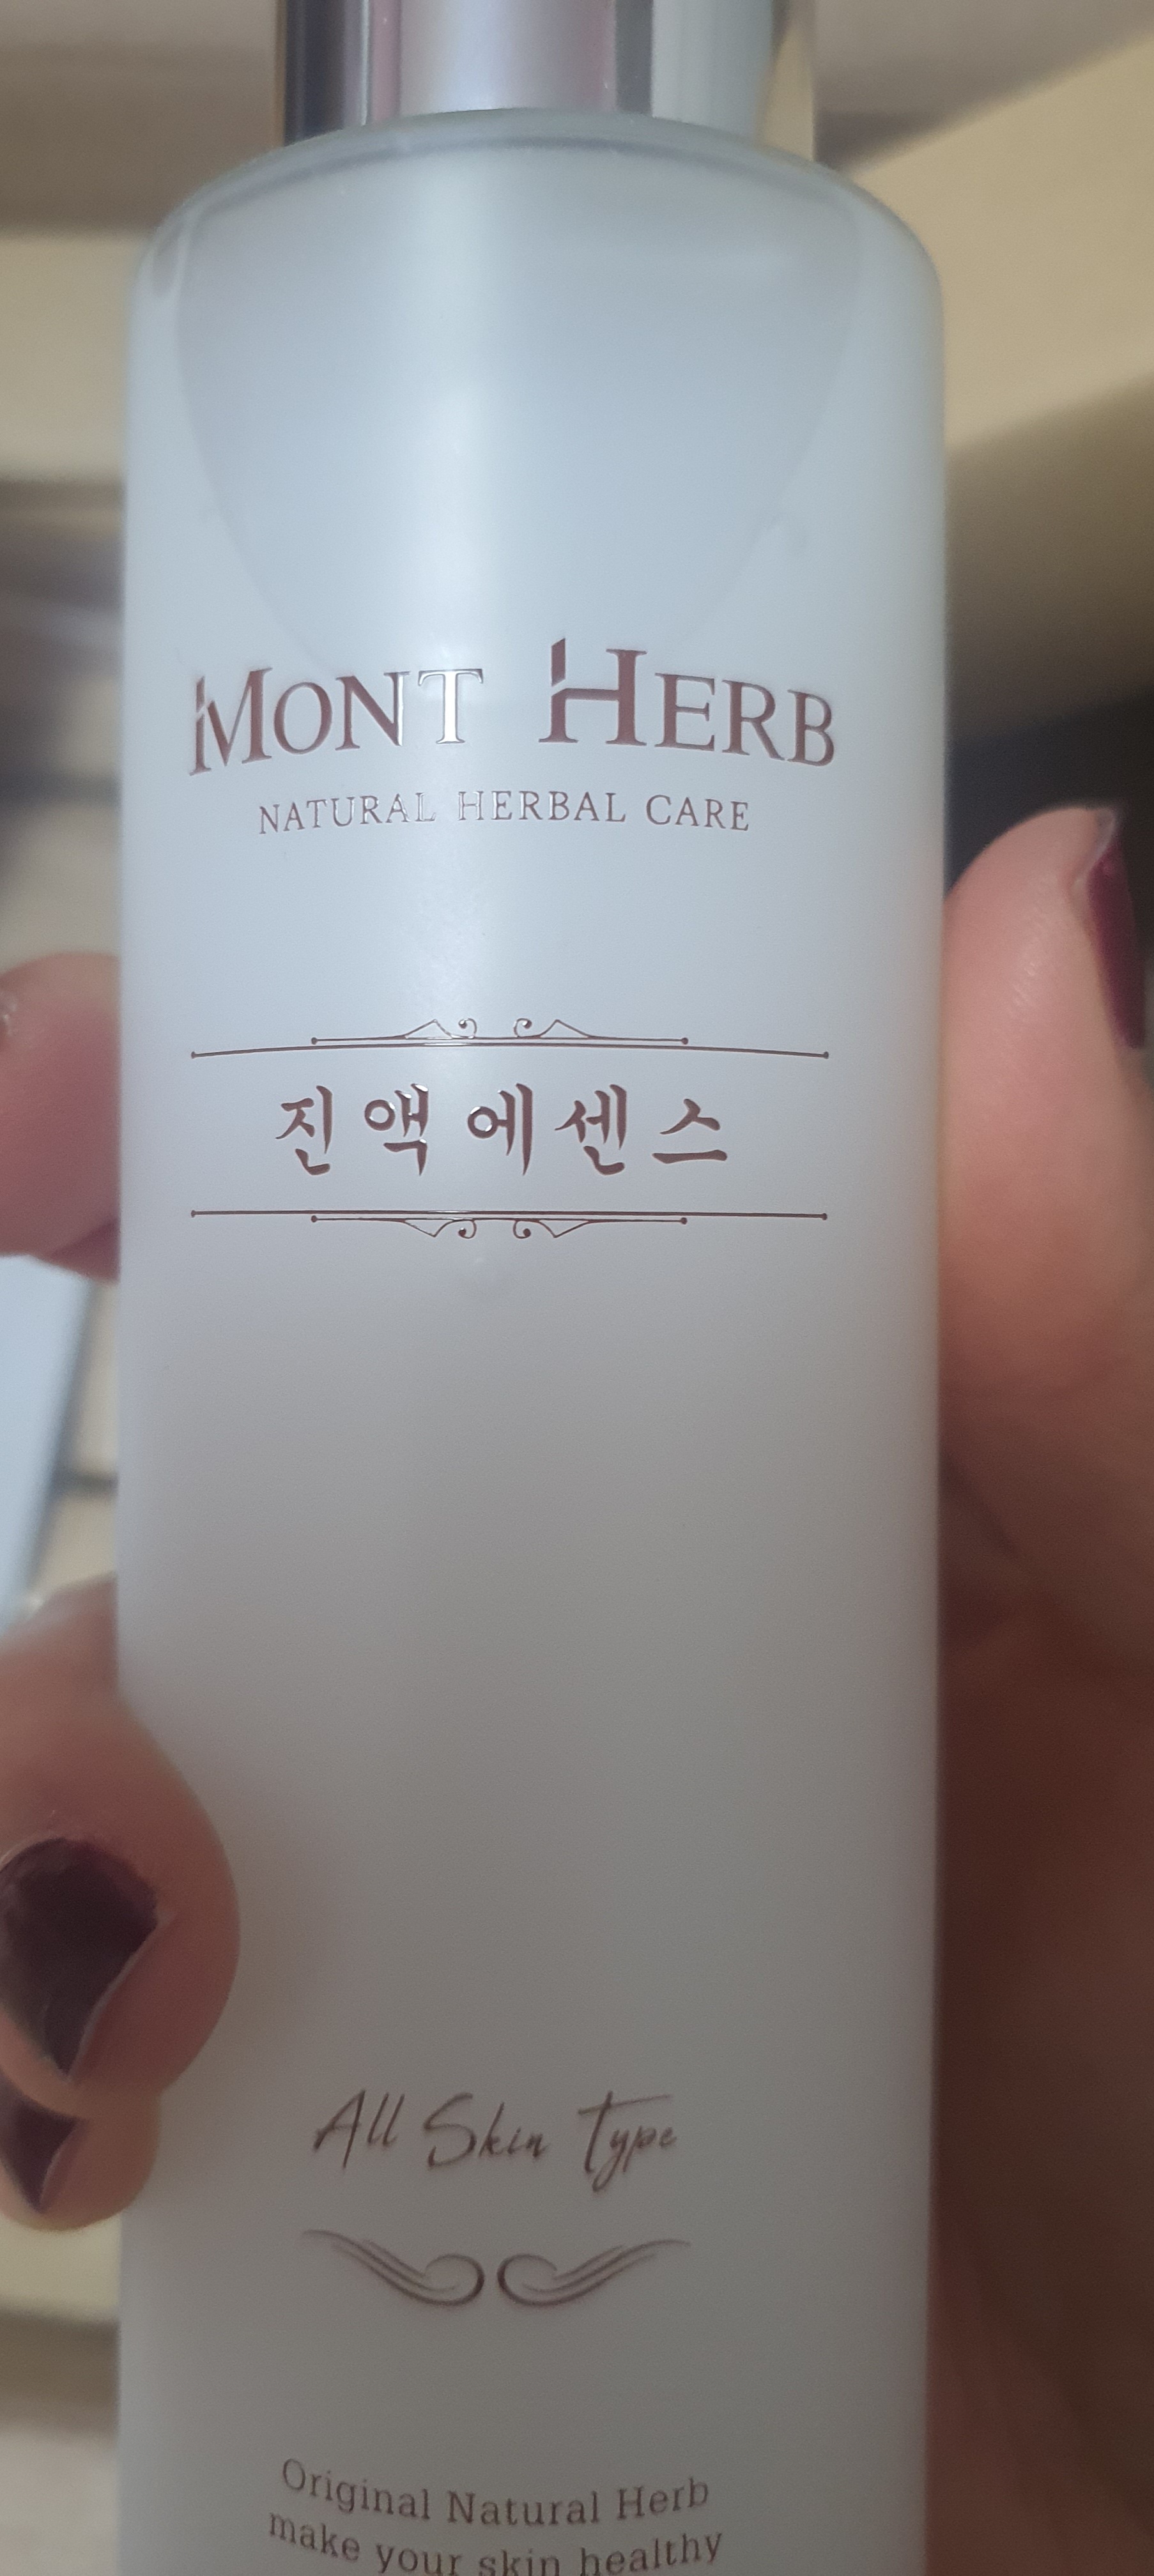 MONT HERB
NATURAL HERBAL CARE
진액 에센스
All Skin Type
Original Natural Herb
make your skin healthy